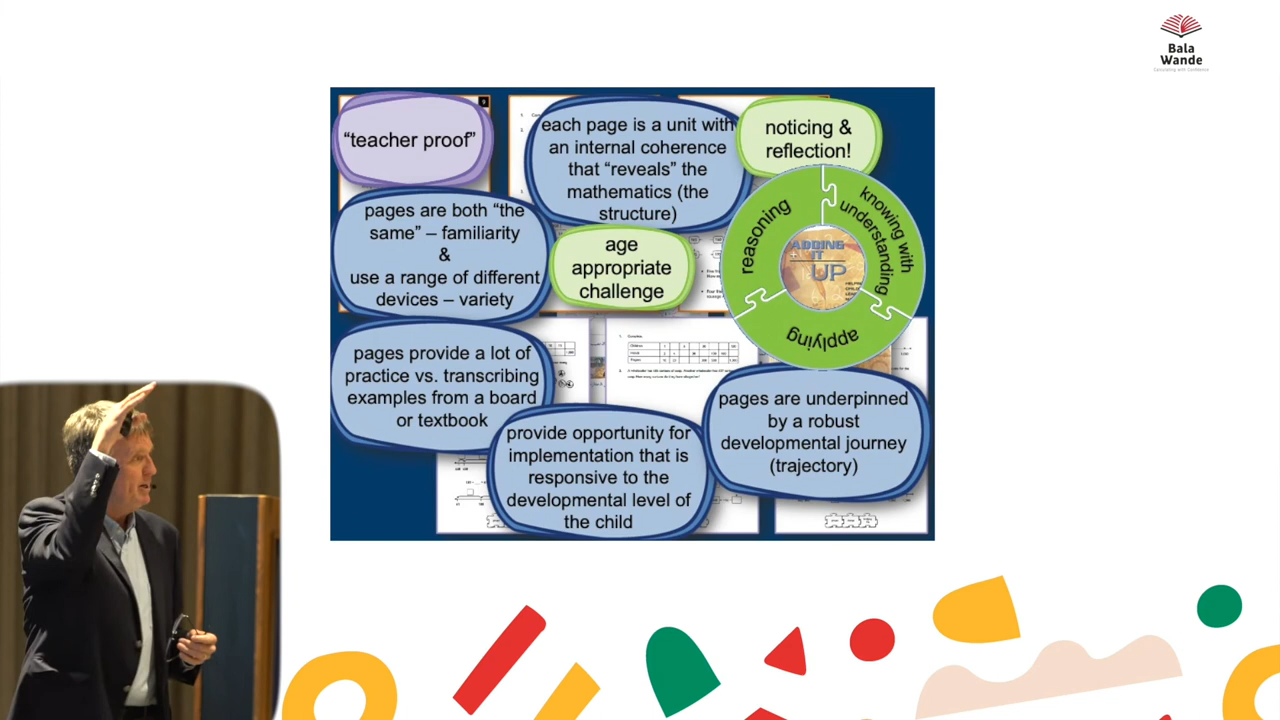 Bala
Wande
Calculating with Confidence
"teacher proof"
each page is a unit with
an internal coherence
that "reveals" the
mathematics (the
structure)
noticing &
reflection!
pages are both "the
same" – familiarity
&
use a range of different
devices – variety
age
appropriate
challenge
reasoning
knowing with
understanding
applying
ADDING
+ IT
UP
pages provide a lot of
practice vs. transcribing
examples from a board
or textbook
provide opportunity for
implementation that is
responsive to the
developmental level of
the child
pages are underpinned
by a robust
developmental journey
(trajectory)